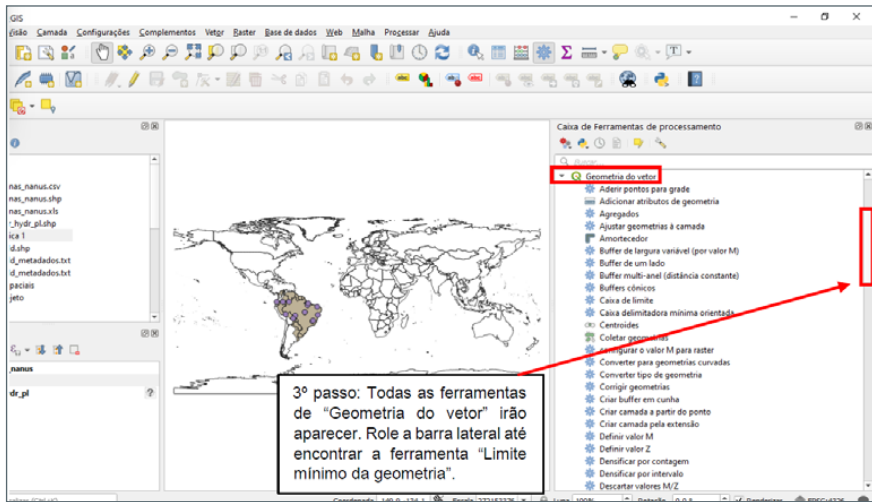 GIS
Visão Camada Configurações Complementos Vetor Raster Base de dados Web Malha Processar Ajuda
Caixa de Ferramentas de processamento
Buscar...
Geometria do vetor
Aderir pontos para grade
Adicionar atributos de geometria
Agregados
Ajustar geometrias à camada
Amortecedor
Buffer de largura variável (por valor M)
Buffer de um lado
Buffer multi-anel (distância constante)
Buffers cônicos
Caixa de limite
Caixa delimitadora mínima orientada
Centroides
Coletar geometrias
Configurar o valor M para raster
Converter para geometrias curvadas
Converter tipo de geometria
Corrigir geometrias
Criar buffer em cunha
Criar camada a partir do ponto
Criar camada pela extensão
Definir valor M
Definir valor Z
Densificar por contagem
Densificar por intervalo
Descartar valores M/Z
nas_nanus.csv
nas_nanus.shp
nas_nanus.xls
r_hydr_pl.shp
ica 1
d.shp
d_metadados.txt
d_metadados.txt
paciais
jeto
_nanus
dr_pl
?
3º passo: Todas as ferramentas
de “Geometria do vetor” irão
aparecer. Role a barra lateral até
encontrar a ferramenta “Limite
mínimo da geometria”.